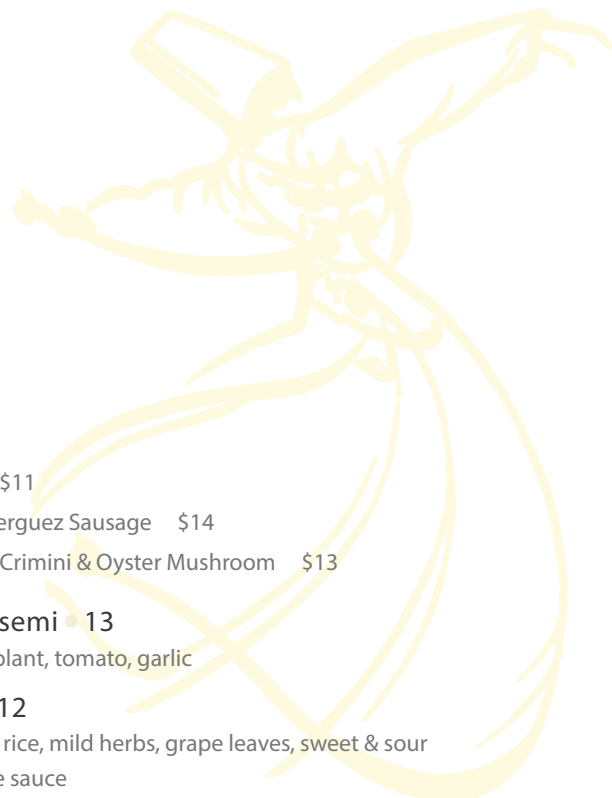 $11
erguez Sausage $14
Crimini & Oyster Mushroom $13
semi • 13
plant, tomato, garlic
12
rice, mild herbs, grape leaves, sweet & sour
e sauce